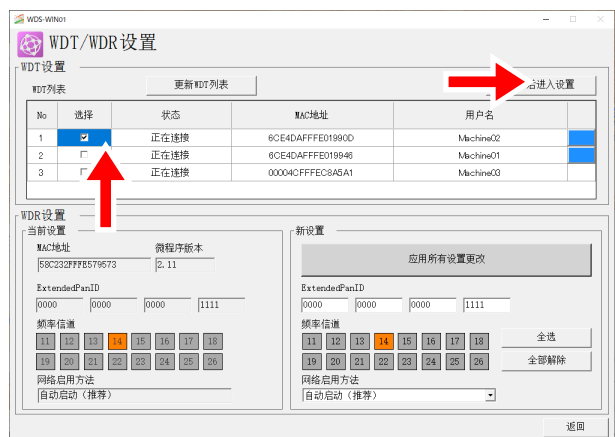 WDS-WIN01
WDT/WDR设置
WDT设置
WDT列表
更新WDT列表
进入设置
No 选择 状态 MAC地址 用户名
1 正在连接 6CE4DAFFFE01990D Machine02
2 正在连接 6CE4DAFFFE019946 Machine01
3 正在连接 00004CFFFEC8A5A1 Machine03
WDR设置
当前设置
MAC地址 微程序版本
58C232FFFE579573 2.11
ExtendedPanID
0000 0000 0000 1111
频率信道
11 12 13 14 15 16 17 18
19 20 21 22 23 24 25 26
网络启用方法
自动启动（推荐）
新设置
应用所有设置更改
ExtendedPanID
0000 0000 0000 1111
频率信道
11 12 13 14 15 16 17 18 全选
19 20 21 22 23 24 25 26 全部解除
网络启用方法
自动启动（推荐）
返回